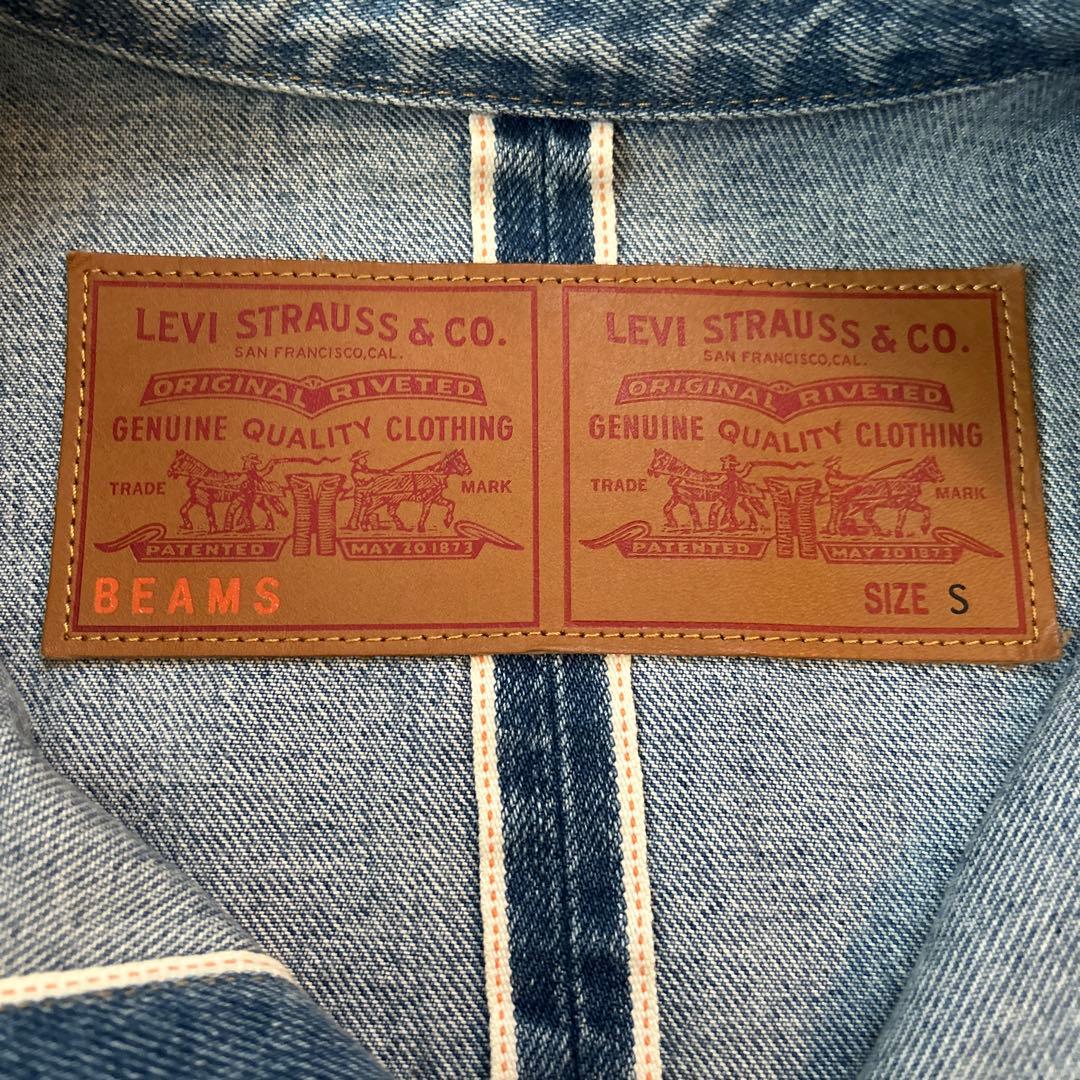 LEVI STRAUSS & CO.
SAN FRANCISCO, CAL.
ORIGINAL RIVETED
GENUINE QUALITY CLOTHING
TRADE MARK
PATENTED MAY 20 1873
BEAMS
LEVI STRAUSS & CO.
SAN FRANCISCO, CAL.
ORIGINAL RIVETED
GENUINE QUALITY CLOTHING
TRADE MARK
PATENTED MAY 20 1873
SIZE S